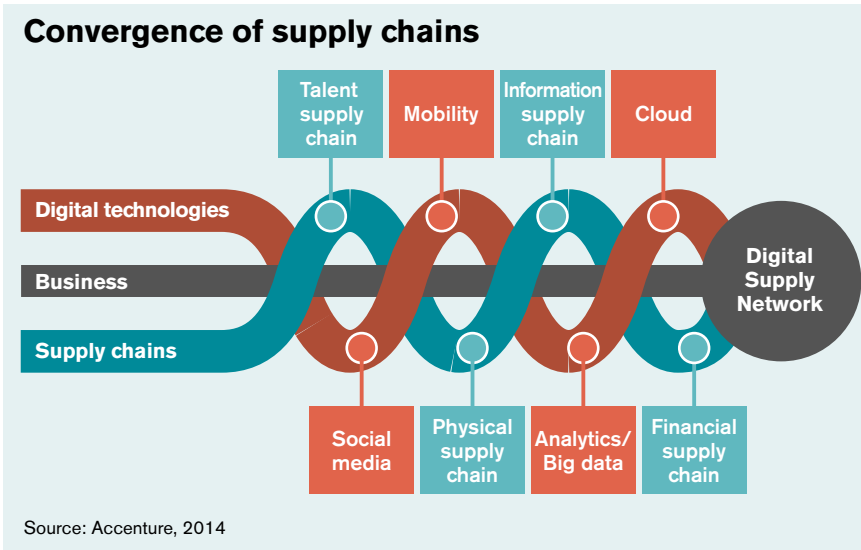 Convergence of supply chains
Talent
supply
chain
Mobility
Information
supply
chain
Cloud
Digital technologies
Business
Supply chains
Digital
Supply
Network
Social
media
Physical
supply
chain
Analytics/
Big data
Financial
supply
chain
Source: Accenture, 2014